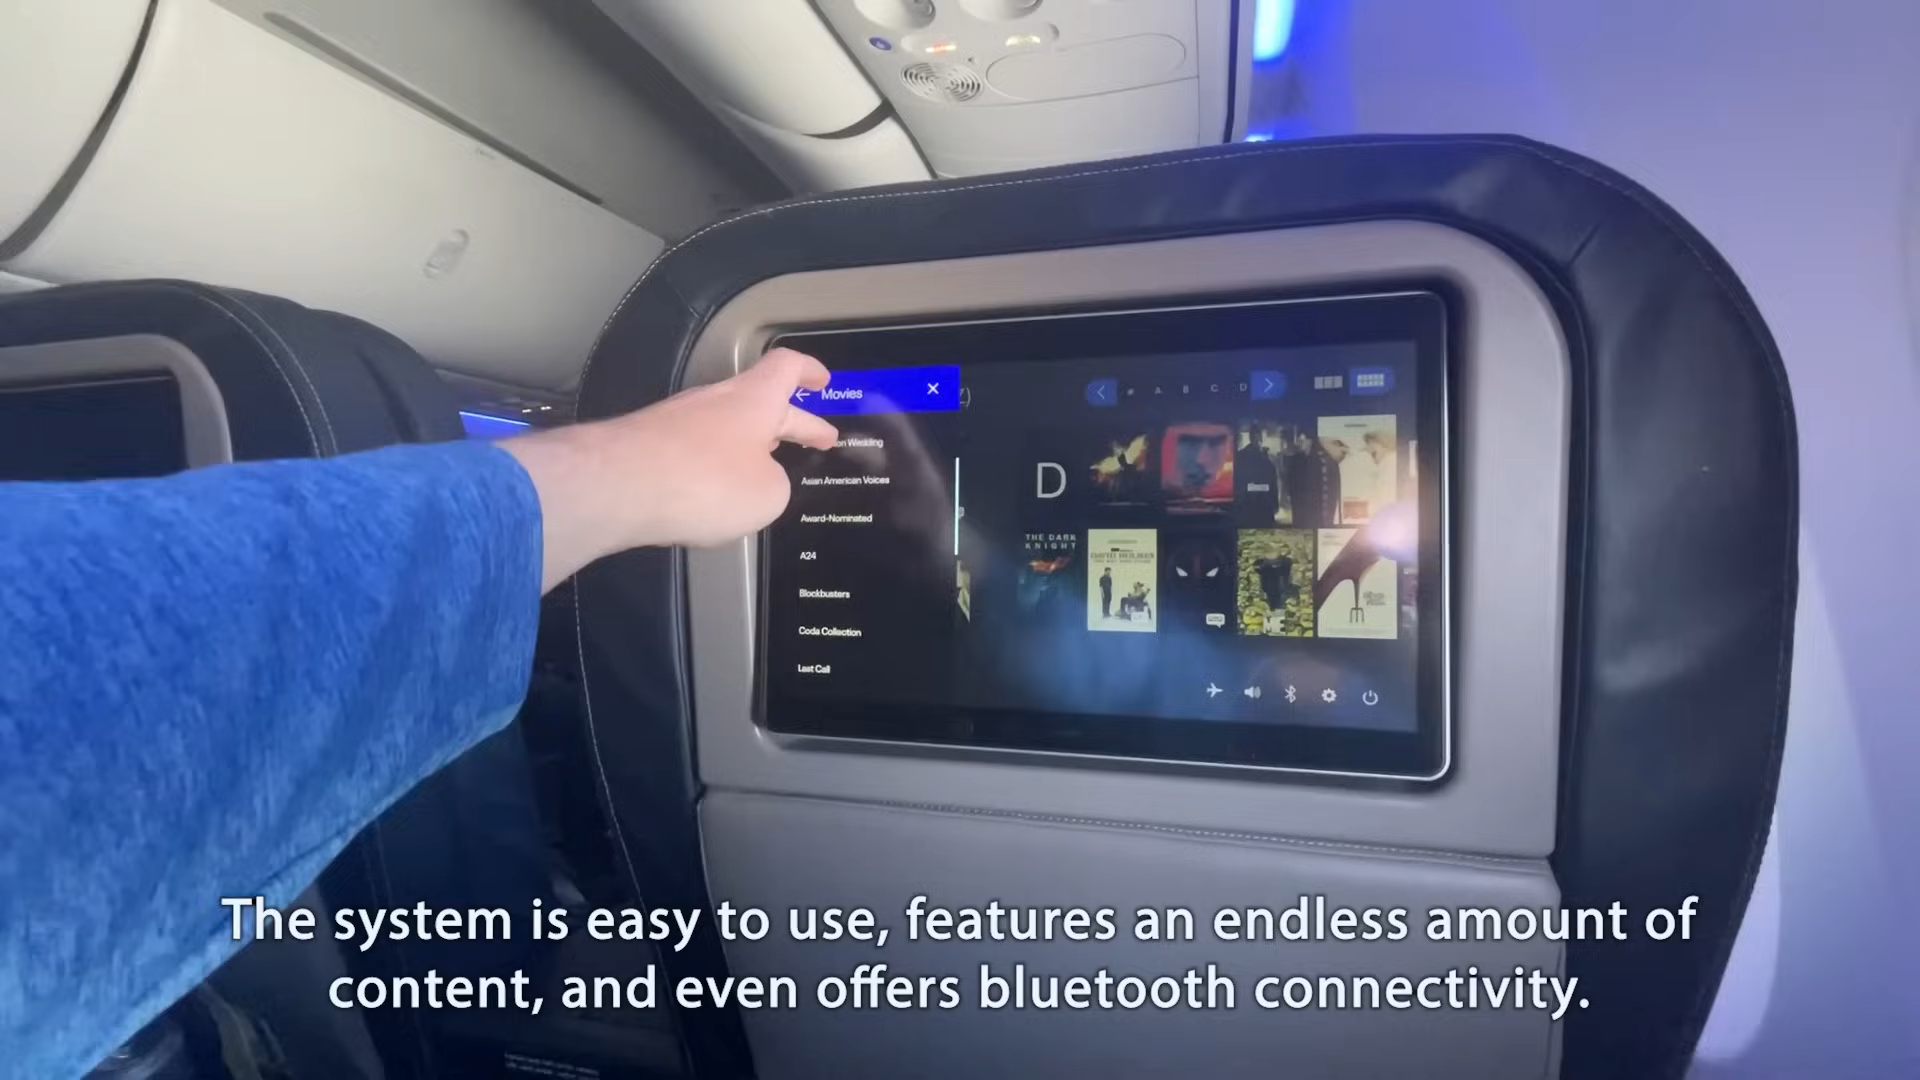 Movies
Wedding
Asian American Voices
Award-Nominated
A24
Blockbusters
Coda Collection
Last Call
# A B C D
D
THE DARK
KNIGHT
The system is easy to use, features an endless amount of
content, and even offers bluetooth connectivity.